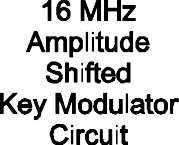 16 MHz
Amplitude
Shifted
Key Modulator
Circuit